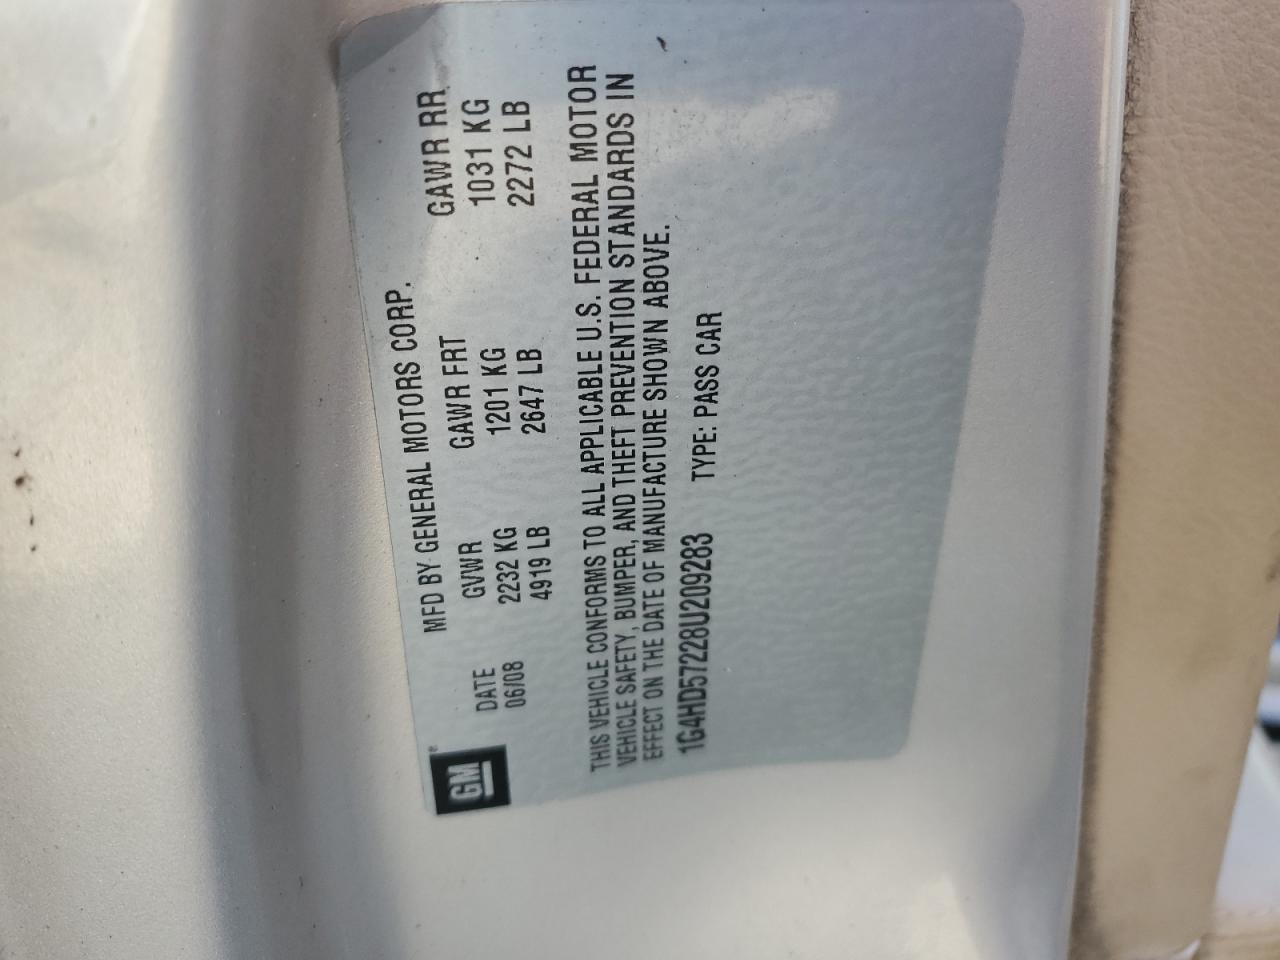 GM®
MFD BY GENERAL MOTORS CORP.
DATE GVWR GAWR FRT GAWR RR
06/08 2232 KG 1201 KG 1031 KG
4919 LB 2647 LB 2272 LB
THIS VEHICLE CONFORMS TO ALL APPLICABLE U.S. FEDERAL MOTOR
VEHICLE SAFETY, BUMPER, AND THEFT PREVENTION STANDARDS IN
EFFECT ON THE DATE OF MANUFACTURE SHOWN ABOVE.
1G4HD57228U209283 TYPE: PASS CAR